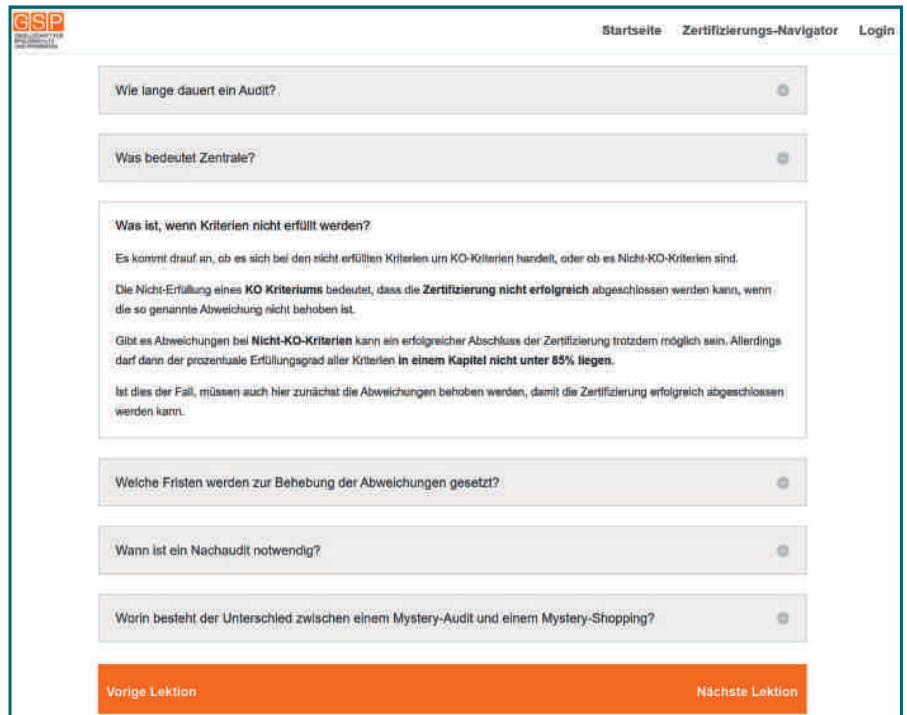 GSP
GESELLSCHAFT FÜR
SPIELERSCHUTZ
UND PRÄVENTION
Startseite Zertifizierungs-Navigator Login
Wie lange dauert ein Audit?
Was bedeutet Zentrale?
Was ist, wenn Kriterien nicht erfüllt werden?
Es kommt drauf an, ob es sich bei den nicht erfüllten Kriterien um KO-Kriterien handelt, oder ob es Nicht-KO-Kriterien sind.
Die Nicht-Erfüllung eines KO Kriteriums bedeutet, dass die Zertifizierung nicht erfolgreich abgeschlossen werden kann, wenn
die so genannte Abweichung nicht behoben ist.
Gibt es Abweichungen bei Nicht-KO-Kriterien kann ein erfolgreicher Abschluss der Zertifizierung trotzdem möglich sein. Allerdings
darf dann der prozentuale Erfüllungsgrad aller Kriterien in einem Kapitel nicht unter 85% liegen.
Ist dies der Fall, müssen auch hier zunächst die Abweichungen behoben werden, damit die Zertifizierung erfolgreich abgeschlossen
werden kann.
Welche Fristen werden zur Behebung der Abweichungen gesetzt?
Wann ist ein Nachaudit notwendig?
Worin besteht der Unterschied zwischen einem Mystery-Audit und einem Mystery-Shopping?
Vorige Lektion Nächste Lektion